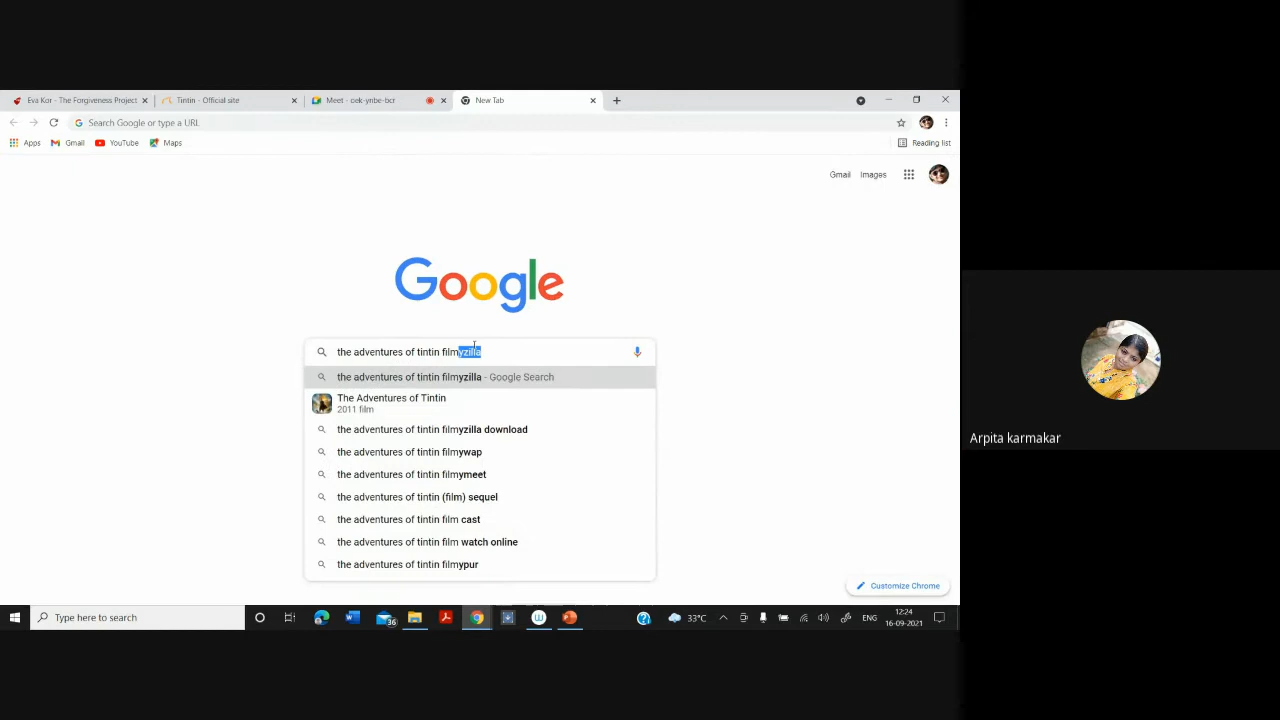 Eva Kor - The Forgiveness Project
Tintin - Official site
Meet - oek-ynbe-bcr
New Tab
Search Google or type a URL
Apps
Gmail
YouTube
Maps
Reading list
Gmail
Images
Google
the adventures of tintin filmyzilla
the adventures of tintin filmyzilla - Google Search
The Adventures of Tintin
2011 film
the adventures of tintin filmyzilla download
the adventures of tintin filmywap
the adventures of tintin filmymeet
the adventures of tintin (film) sequel
the adventures of tintin film cast
the adventures of tintin film watch online
the adventures of tintin filmypur
Arpita karmakar
Customize Chrome
Type here to search
36
33°C
ENG
12:24
16-09-2021